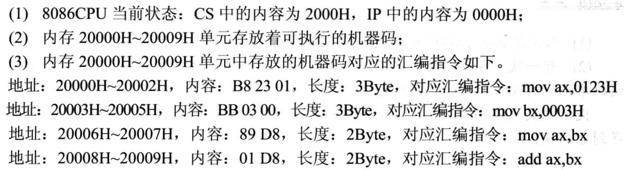 (1) 8086CPU 当前状态：CS 中的内容为 2000H，IP 中的内容为 0000H；
(2) 内存 20000H~20009H 单元存放着可执行的机器码；
(3) 内存 20000H~20009H 单元中存放的机器码对应的汇编指令如下。
地址：20000H~20002H，内容：B8 23 01，长度：3Byte，对应汇编指令：mov ax,0123H
地址：20003H~20005H，内容：BB 03 00，长度：3Byte，对应汇编指令：mov bx,0003H
地址：20006H~20007H，内容：89 D8，长度：2Byte，对应汇编指令：mov ax,bx
地址：20008H~20009H，内容：01 D8，长度：2Byte，对应汇编指令：add ax,bx